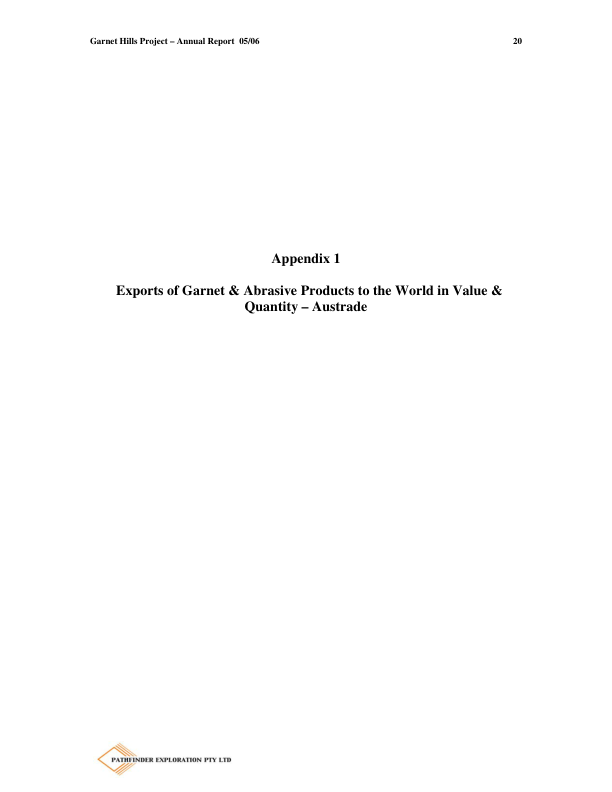 Garnet Hills Project – Annual Report  05/06 20
Appendix 1
Exports of Garnet & Abrasive Products to the World in Value &
Quantity – Austrade
PATHFINDER EXPLORATION PTY LTD